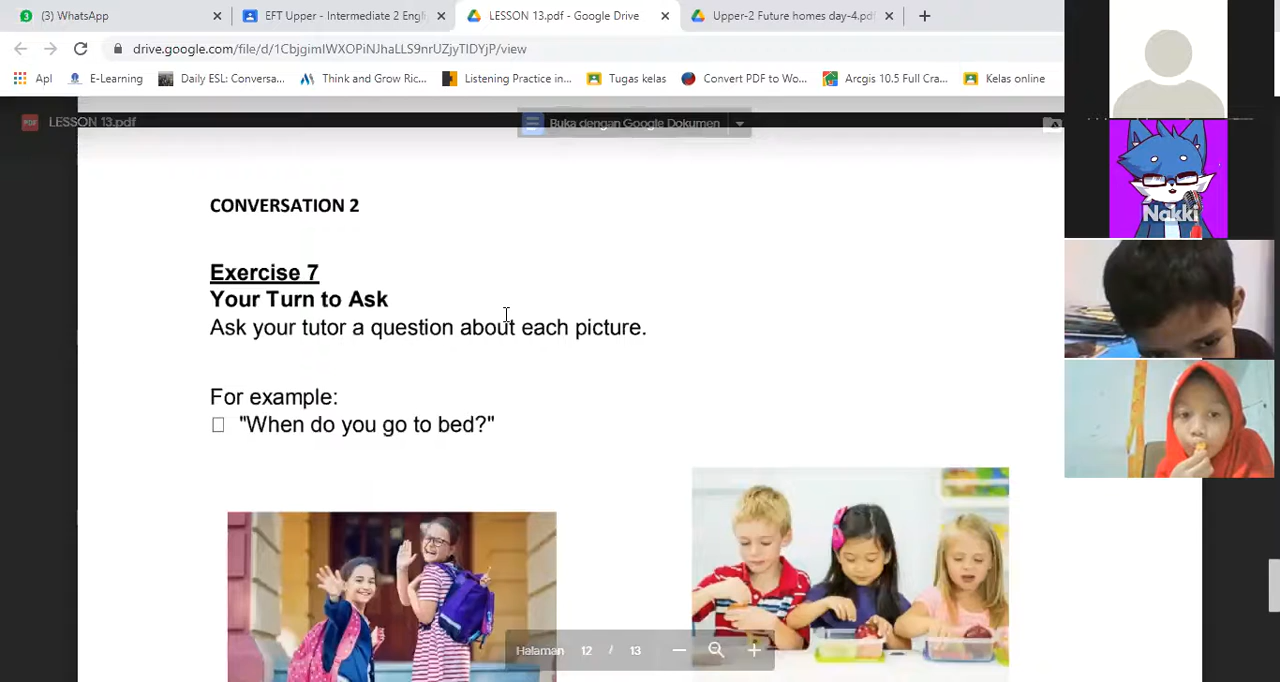 (3) WhatsApp
EFT Upper - Intermediate 2 Engl
LESSON 13.pdf - Google Drive
Upper-2 Future homes day-4.pd
drive.google.com/file/d/1CbjgimIWXOPiNJhaLLS9nrUZjyTIDYjP/view
Apl
E-Learning
Daily ESL: Conversa...
Think and Grow Ric...
Listening Practice in...
Tugas kelas
Convert PDF to Wo...
Arcgis 10.5 Full Cra...
Kelas online
PDF
LESSON 13.pdf
Buka dengan Google Dokumen
CONVERSATION 2
Exercise 7
Your Turn to Ask
Ask your tutor a question about each picture.
For example:
"When do you go to bed?"
Halaman 12 / 13
Nakki